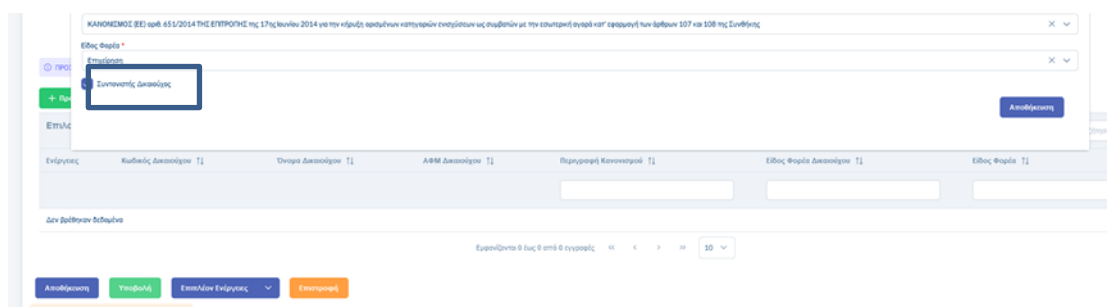 ΚΑΝΟΝΙΣΜΟΣ (ΕΕ) αριθ. 651/2014 ΤΗΣ ΕΠΙΤΡΟΠΗΣ της 17ης Ιουνίου 2014 για την κήρυξη ορισμένων κατηγοριών ενισχύσεων ως συμβατών με την εσωτερική αγορά κατ' εφαρμογή των άρθρων 107 και 108 της Συνθήκης
Είδος Φορέα *
Επιχείρηση
Συντονιστής Δικαιούχος
Αποθήκευση
Ενέργειες Κωδικός Δικαιούχου Όνομα Δικαιούχου ΑΦΜ Δικαιούχου Περιγραφή Κανονισμού Είδος Φορέα Δικαιούχου Είδος Φορέα
Δεν βρέθηκαν δεδομένα
Εμφανίζονται 0 έως 0 από 0 εγγραφές « < > » 10
Αποθήκευση Υποβολή Επιπλέον Ενέργειες Επιστροφή